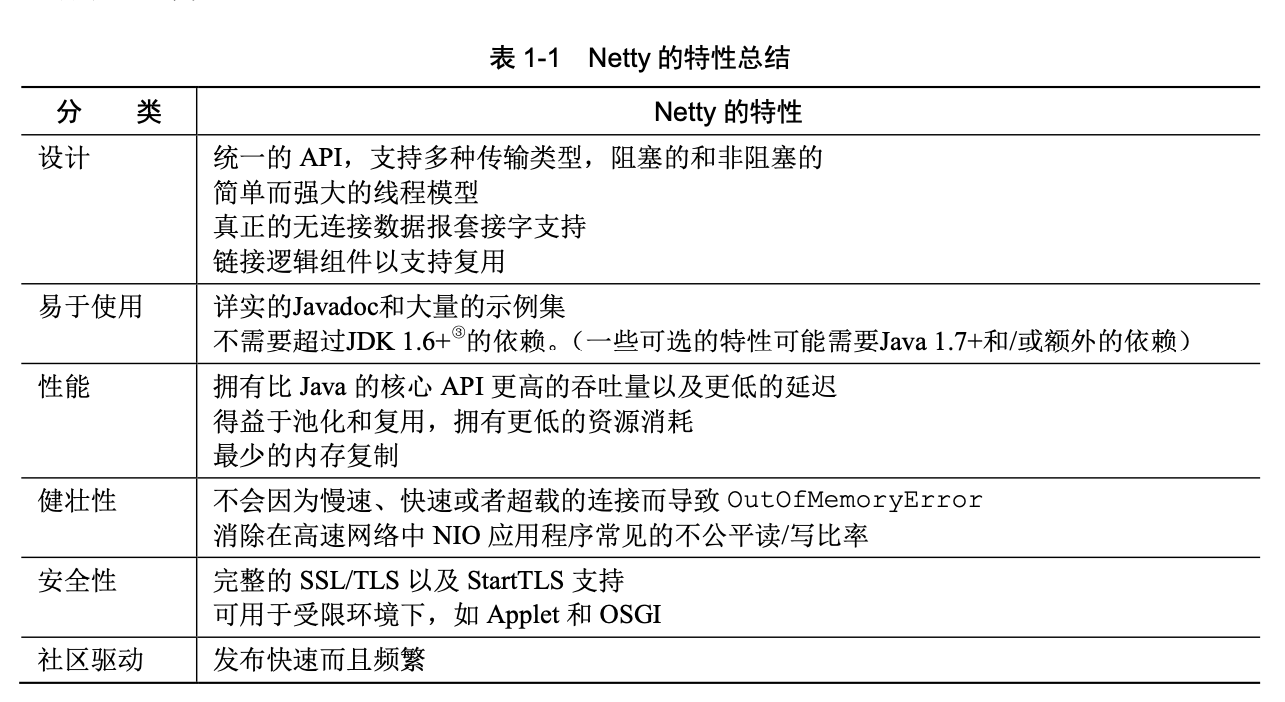 表 1-1 Netty 的特性总结
分 类 Netty 的特性
设计 统一的 API，支持多种传输类型，阻塞的和非阻塞的
简单而强大的线程模型
真正的无连接数据报套接字支持
链接逻辑组件以支持复用
易于使用 详实的Javadoc和大量的示例集
不需要超过JDK 1.6+③的依赖。（一些可选的特性可能需要Java 1.7+和/或额外的依赖）
性能 拥有比 Java 的核心 API 更高的吞吐量以及更低的延迟
得益于池化和复用，拥有更低的资源消耗
最少的内存复制
健壮性 不会因为慢速、快速或者超载的连接而导致 OutOfMemoryError
消除在高速网络中 NIO 应用程序常见的不公平读/写比率
安全性 完整的 SSL/TLS 以及 StartTLS 支持
可用于受限环境下，如 Applet 和 OSGI
社区驱动 发布快速而且频繁